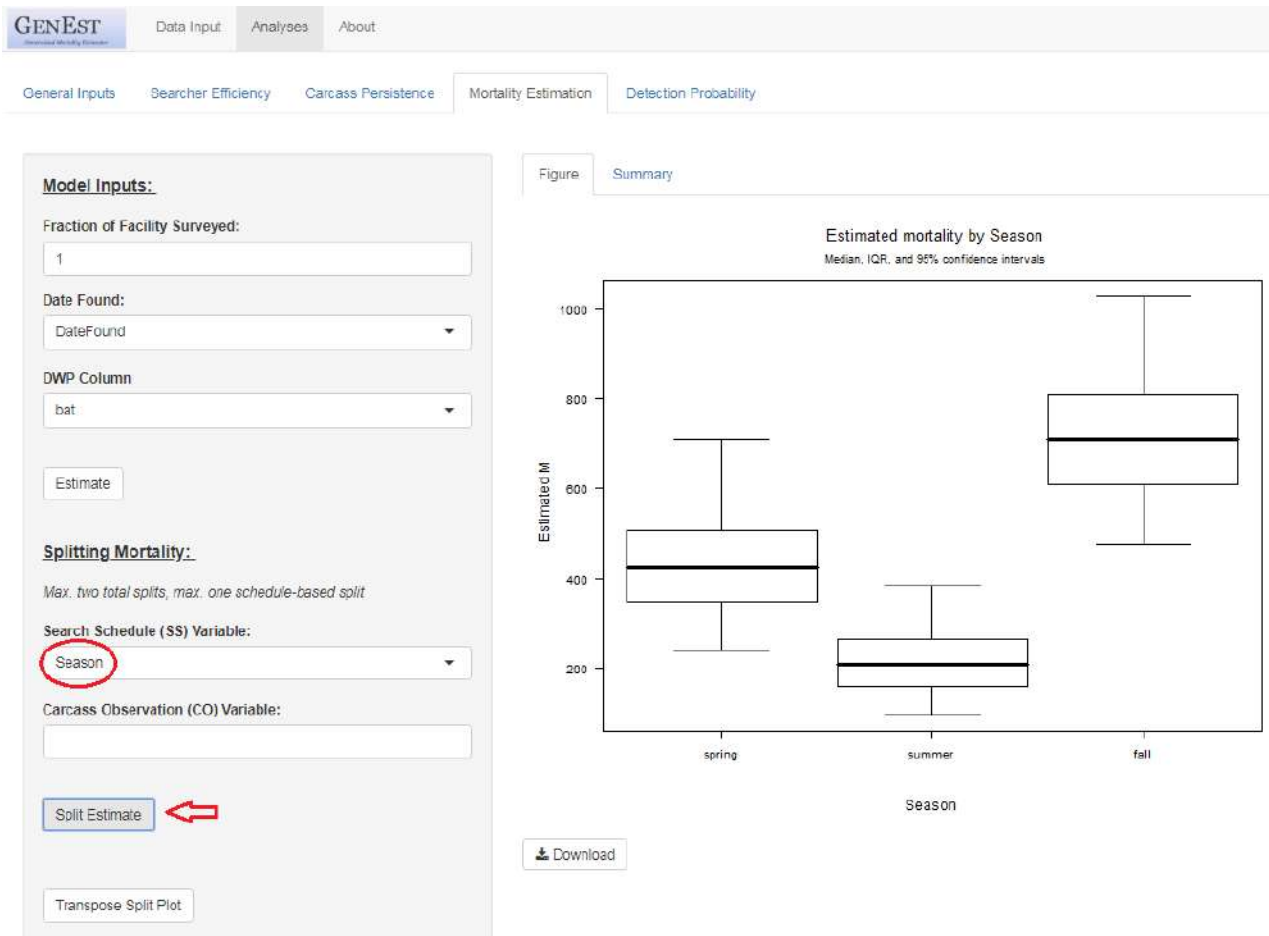 GENEST
Data Input
Analyses
About
Generalized Mortality Estimator
General Inputs
Searcher Efficiency
Carcass Persistence
Mortality Estimation
Detection Probability
Model Inputs:
Fraction of Facility Surveyed:
1
Date Found:
DateFound
DWP Column
bat
Estimate
Splitting Mortality:
Max. two total splits, max. one schedule-based split
Search Schedule (SS) Variable:
Season
Carcass Observation (CO) Variable:
Split Estimate
Transpose Split Plot
Figure
Summary
Estimated mortality by Season
Median, IQR, and 95% confidence intervals
Estimated M
1000
800
600
400
200
spring
summer
fall
Season
Download